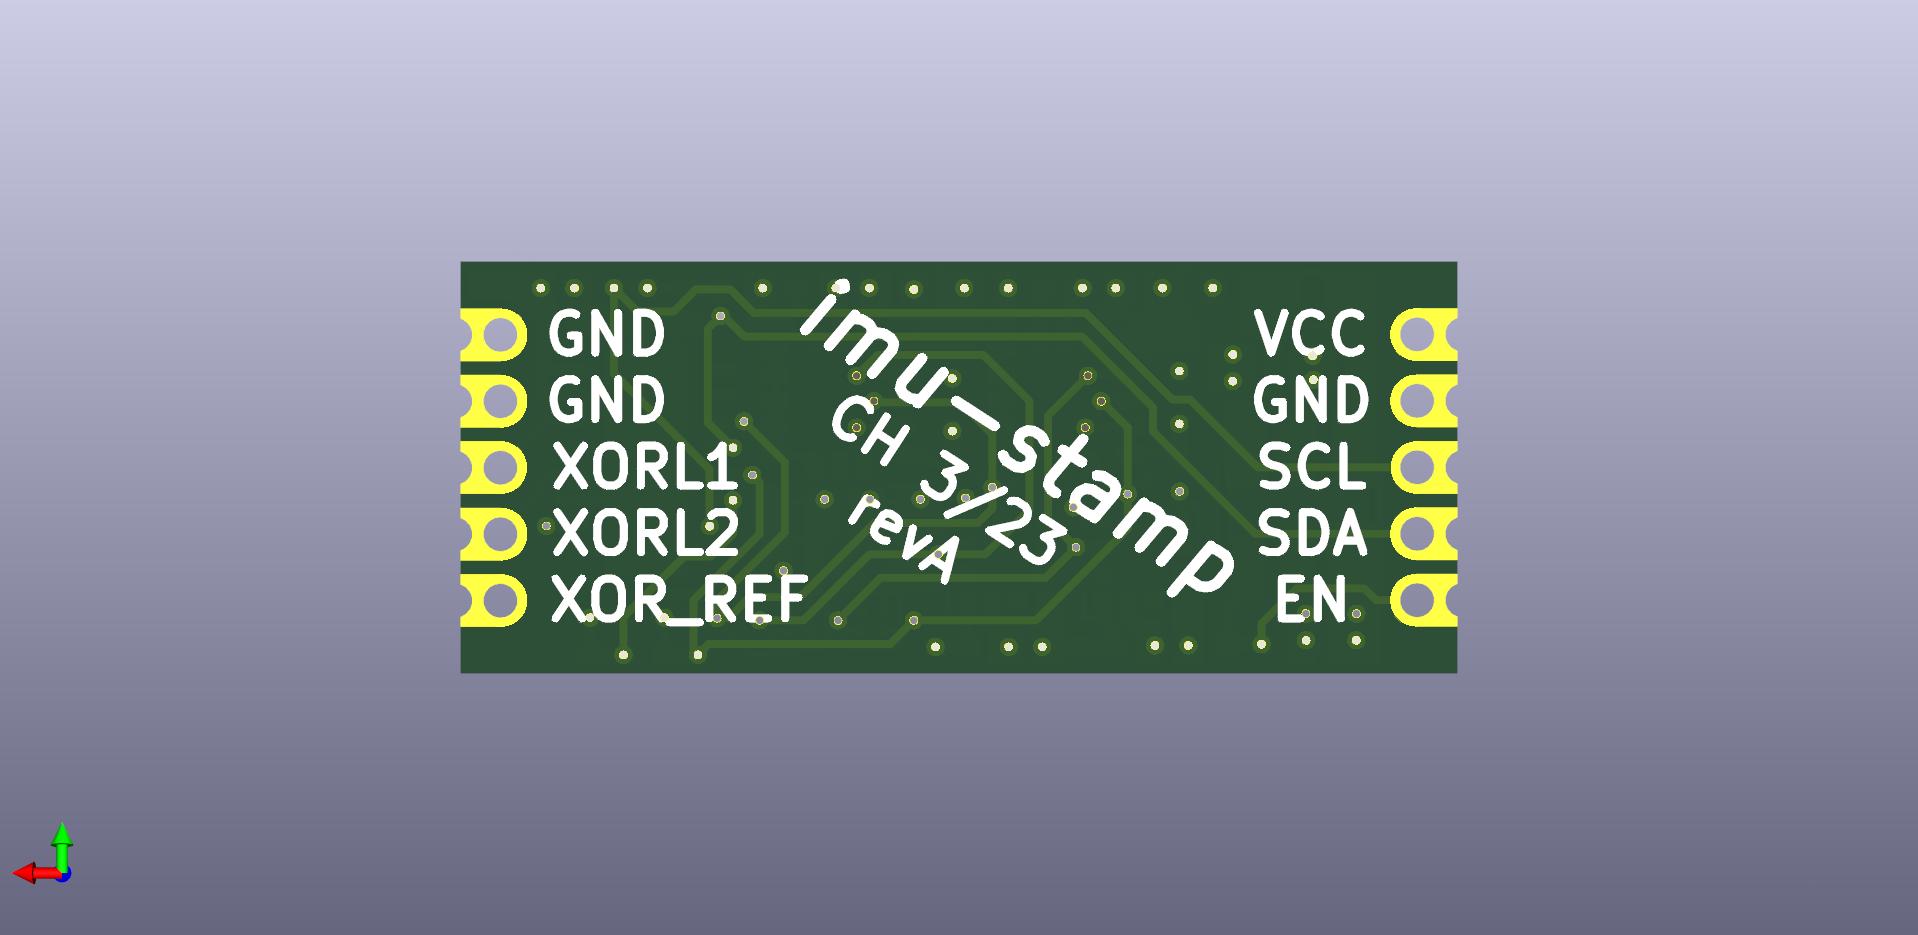 GND
GND
XORL1
XORL2
XOR_REF
imu-stamp
CH 3/23
revA
VCC
GND
SCL
SDA
EN